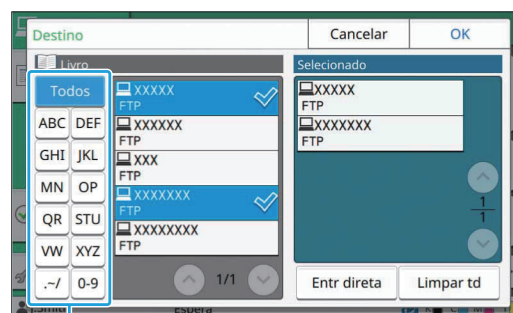 Destino
Cancelar
OK
Livro
Selecionado
Todos
ABC DEF
GHI JKL
MN OP
QR STU
VW XYZ
.~/ 0-9
XXXXX
FTP
XXXXXX
FTP
XXX
FTP
XXXXXXX
FTP
XXXXXXXX
FTP
1/1
XXXXX
FTP
XXXXXXX
FTP
1
1
Entr direta
Limpar td
J.Smith
Espera